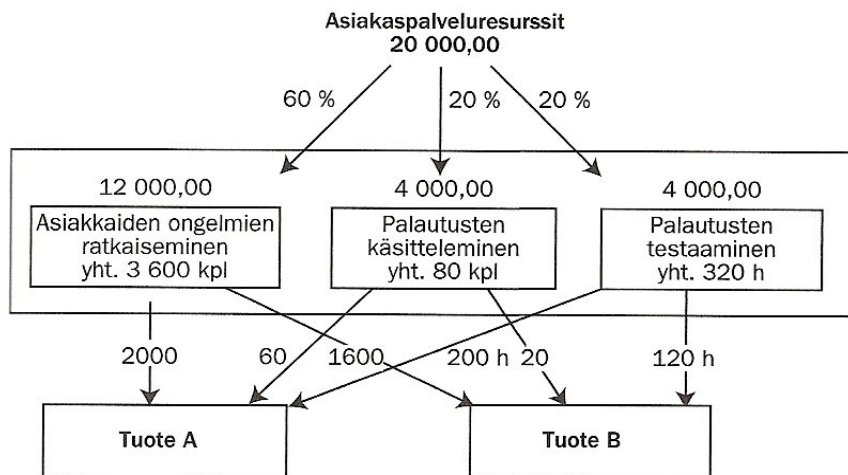 Asiakaspalveluresurssit
20 000,00
60 %
20 %
20 %
12 000,00
4 000,00
4 000,00
Asiakkaiden ongelmien
ratkaiseminen
yht. 3 600 kpl
Palautusten
käsitteleminen
yht. 80 kpl
Palautusten
testaaminen
yht. 320 h
2000
60
1600
200 h
20
120 h
Tuote A
Tuote B